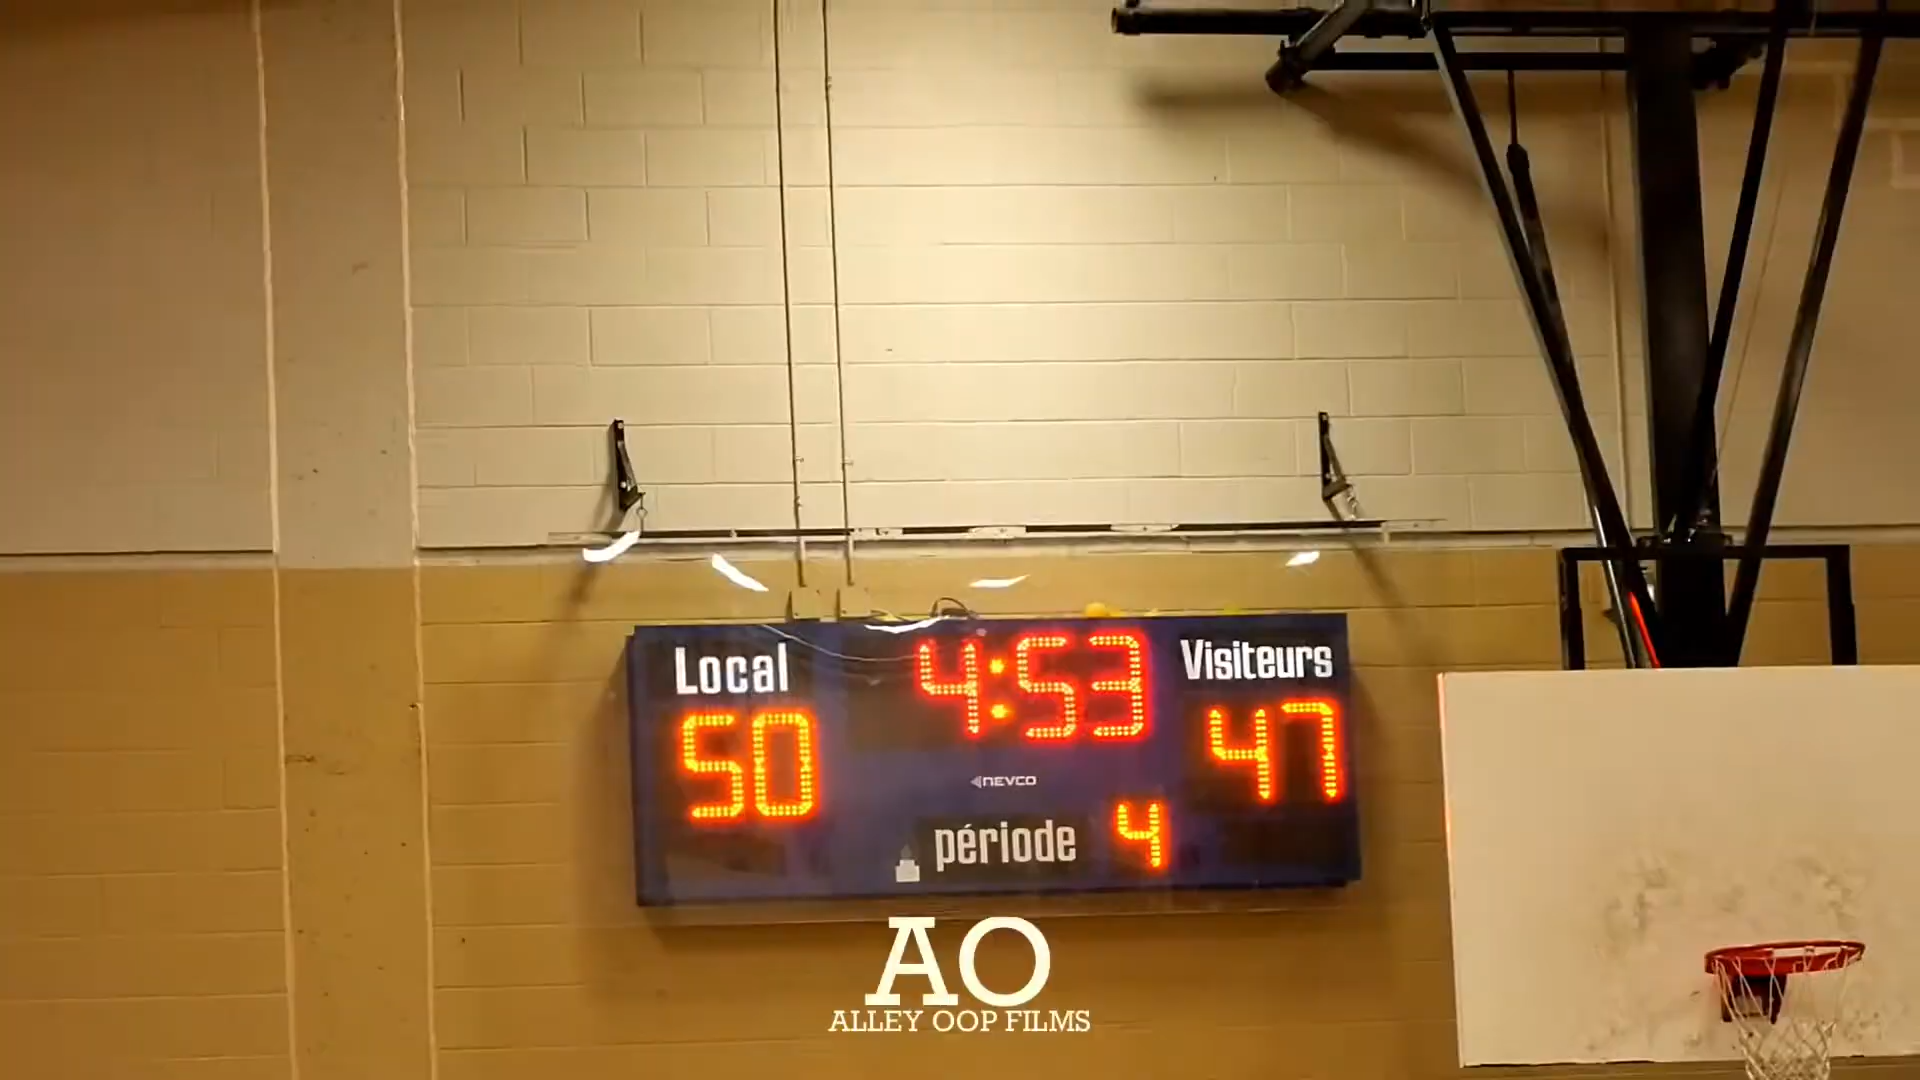 Local 4:53 Visiteurs
50 47
NEVCO
période 4
AO
ALLEY OOP FILMS